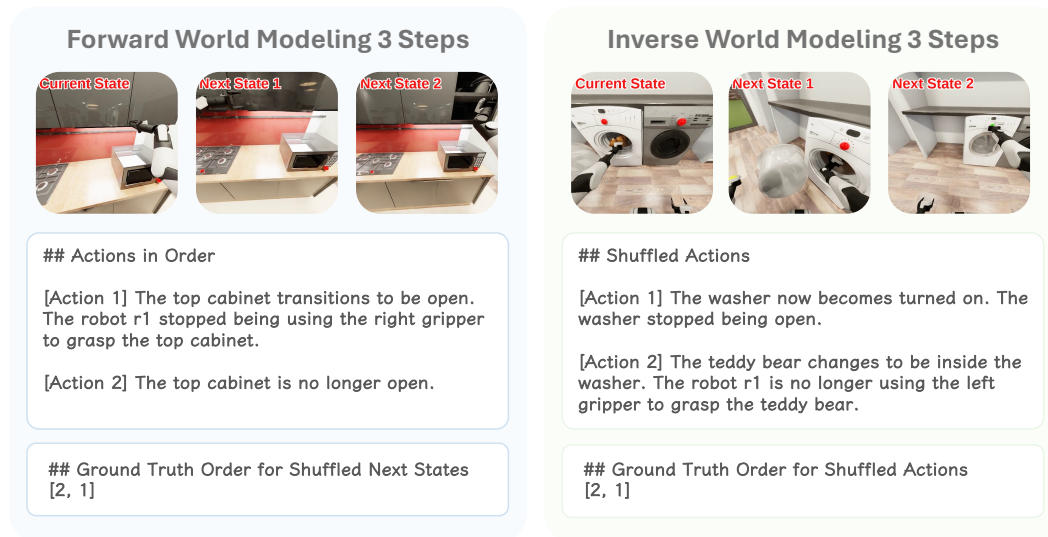 Forward World Modeling 3 Steps
Current State
Next State 1
Next State 2
## Actions in Order
[Action 1] The top cabinet transitions to be open.
The robot r1 stopped being using the right gripper
to grasp the top cabinet.
[Action 2] The top cabinet is no longer open.
## Ground Truth Order for Shuffled Next States
[2, 1]
Inverse World Modeling 3 Steps
Current State
Next State 1
Next State 2
## Shuffled Actions
[Action 1] The washer now becomes turned on. The
washer stopped being open.
[Action 2] The teddy bear changes to be inside the
washer. The robot r1 is no longer using the left
gripper to grasp the teddy bear.
## Ground Truth Order for Shuffled Actions
[2, 1]